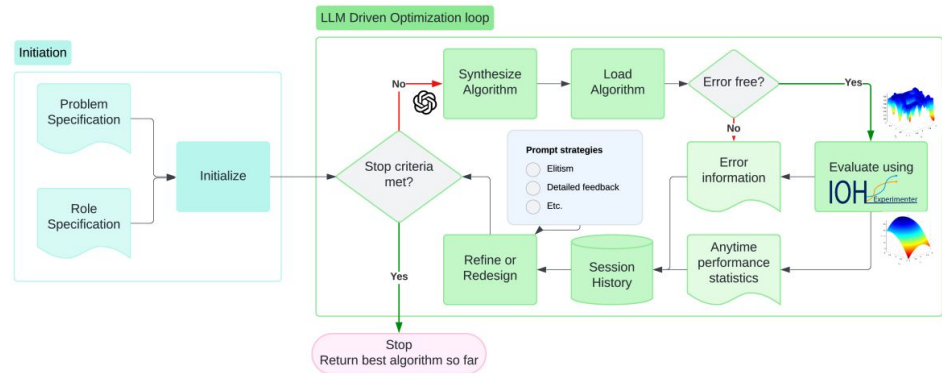 LLM Driven Optimization loop
Initiation
Problem
Specification
Role
Specification
Initialize
Stop criteria
met?
No
Synthesize
Algorithm
Load
Algorithm
Error free?
Yes
No
Prompt strategies
Elitism
Detailed feedback
Etc.
Error
information
Evaluate using
IOH
Experimenter
Refine or
Redesign
Session
History
Anytime
performance
statistics
Yes
Stop
Return best algorithm so far